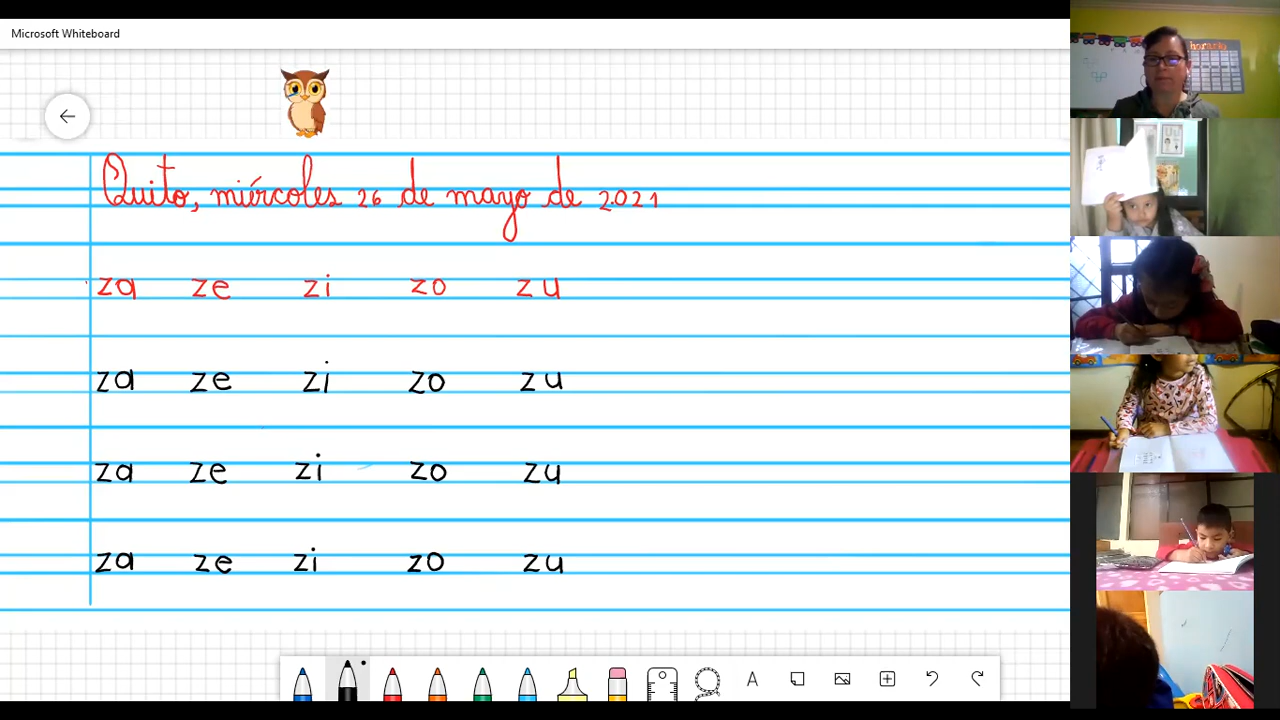 Microsoft Whiteboard
Quito, miércoles 26 de mayo de 2021
za ze zi zo zu
za ze zi zo zu
za ze zi zo zu
za ze zi zo zu
A
horario